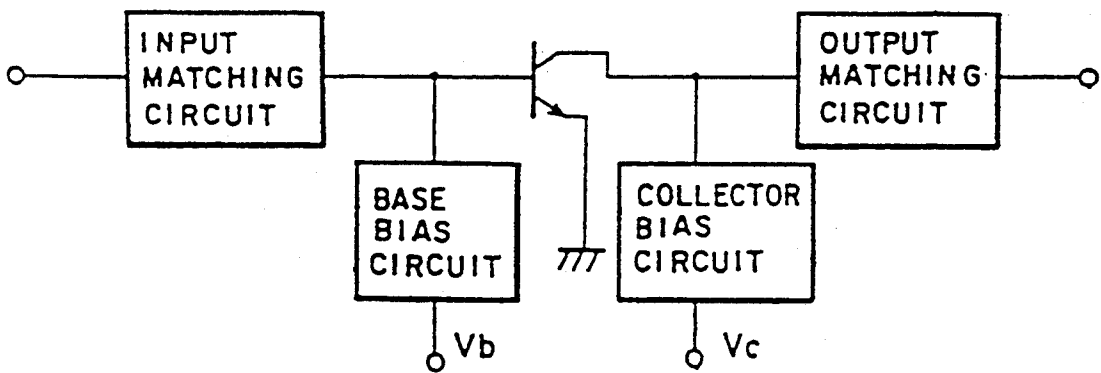 INPUT
MATCHING
CIRCUIT
OUTPUT
MATCHING
CIRCUIT
BASE
BIAS
CIRCUIT
COLLECTOR
BIAS
CIRCUIT
Vb
Vc